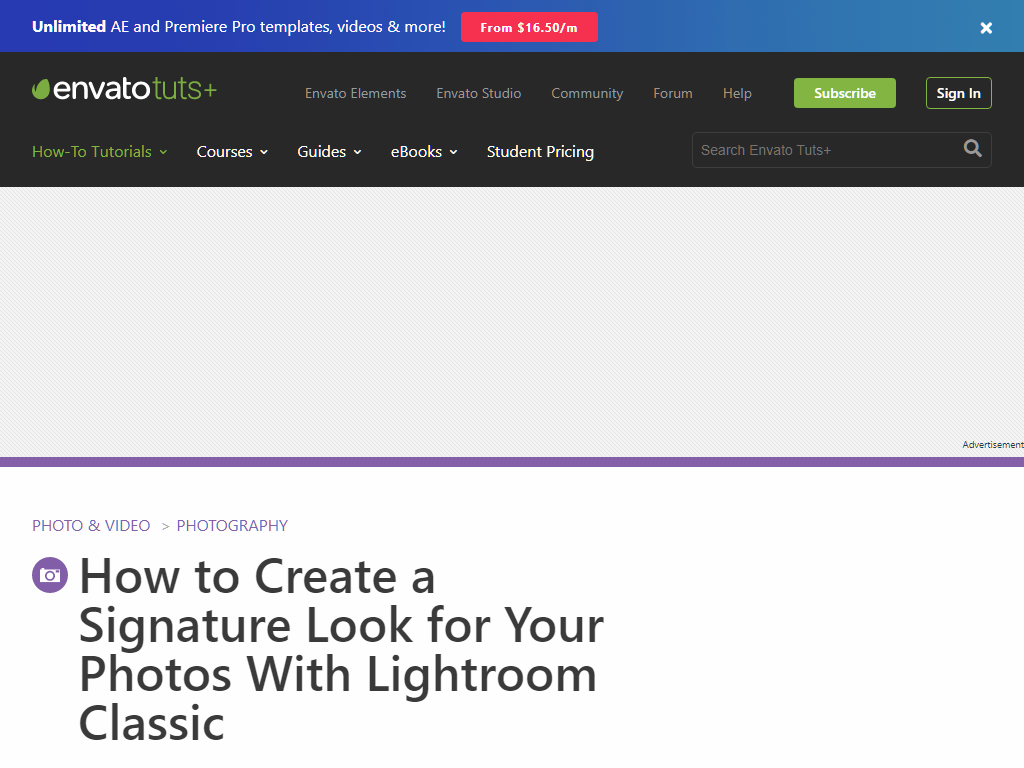 Unlimited AE and Premiere Pro templates, videos & more! From $16.50/m
envatotuts+ Envato Elements Envato Studio Community Forum Help Subscribe Sign In
How-To Tutorials Courses Guides eBooks Student Pricing Search Envato Tuts+
Advertisement
PHOTO & VIDEO > PHOTOGRAPHY
How to Create a
Signature Look for Your
Photos With Lightroom
Classic